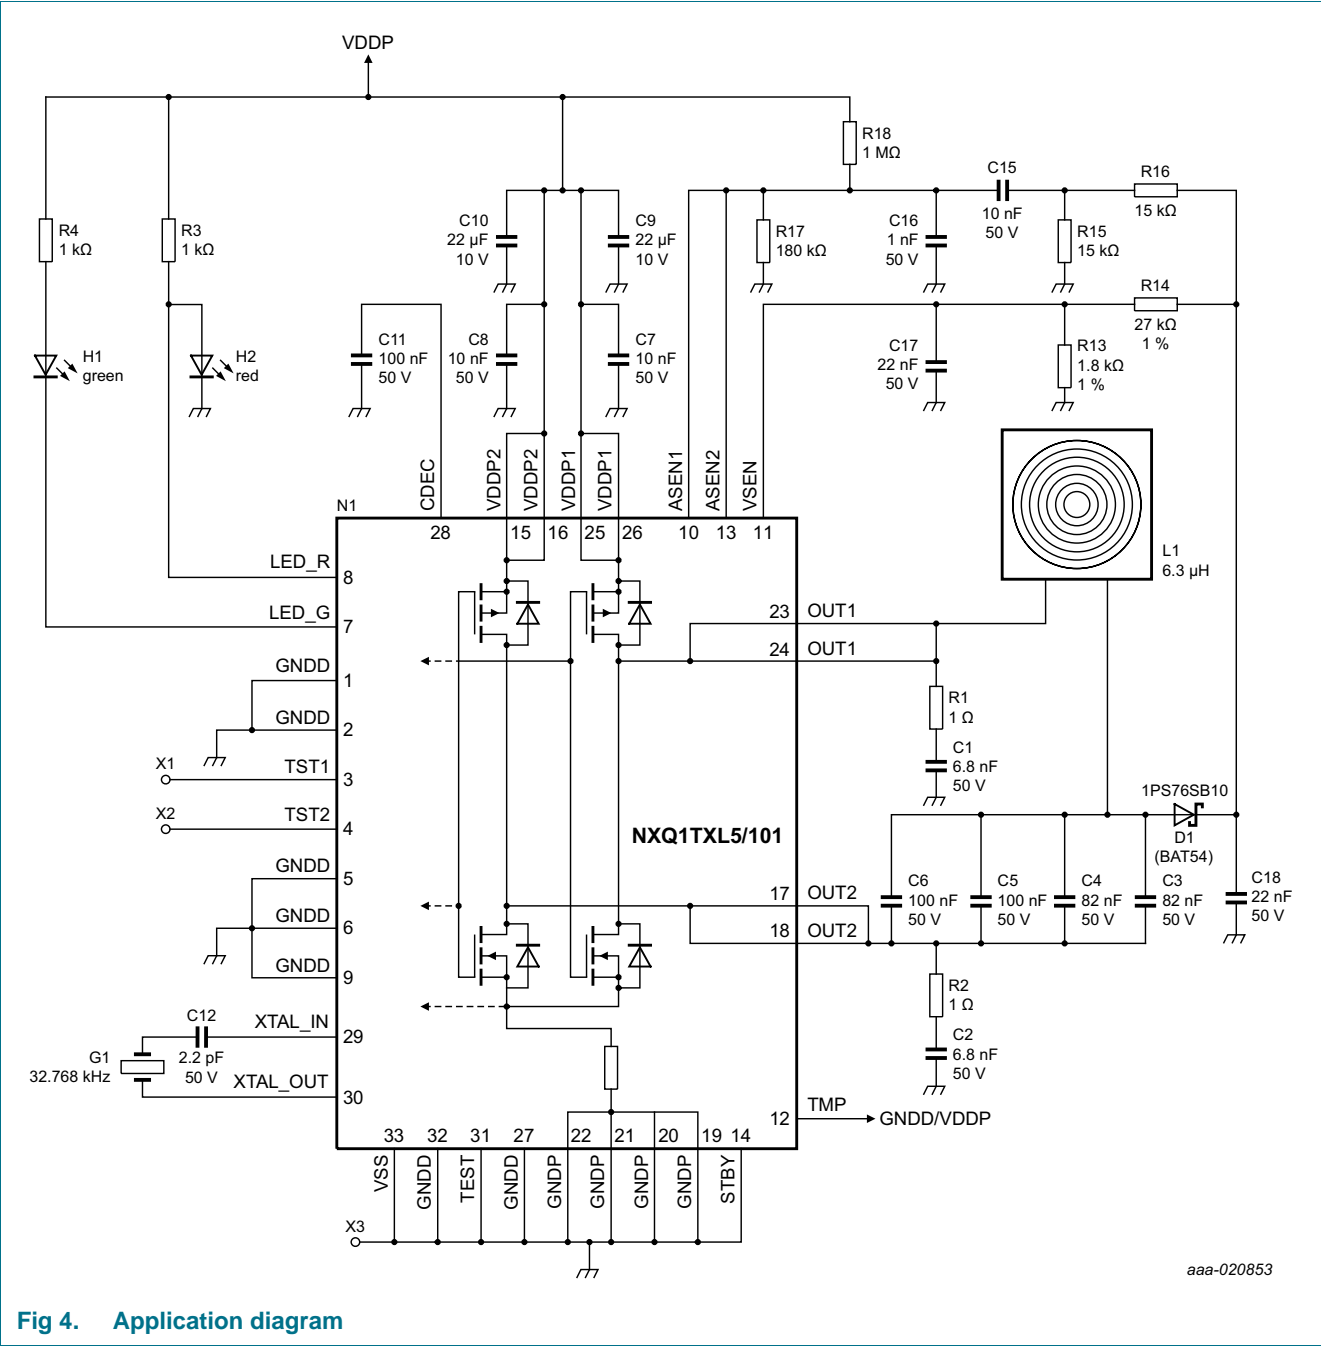 VDDP
R18
1 MΩ
C15
10 nF
50 V
R16
15 kΩ
R4
1 kΩ
R3
1 kΩ
C10
22 µF
10 V
C9
22 µF
10 V
R17
180 kΩ
C16
1 nF
50 V
R15
15 kΩ
R14
27 kΩ
1 %
H1
green
H2
red
C11
100 nF
50 V
C8
10 nF
50 V
C7
10 nF
50 V
C17
22 nF
50 V
R13
1.8 kΩ
1 %
CDEC
VDDP2
VDDP2
VDDP1
VDDP1
ASEN1
ASEN2
VSEN
N1
28
15
16
25
26
10
13
11
L1
6.3 µH
LED_R
8
LED_G
7
GNDD
1
GNDD
2
X1
TST1
3
X2
TST2
4
GNDD
5
GNDD
6
GNDD
9
C12
2.2 pF
50 V
XTAL_IN
29
G1
32.768 kHz
XTAL_OUT
30
23
OUT1
24
OUT1
R1
1 Ω
C1
6.8 nF
50 V
NXQ1TXL5/101
1PS76SB10
D1
(BAT54)
17
OUT2
18
OUT2
C6
100 nF
50 V
C5
100 nF
50 V
C4
82 nF
50 V
C3
82 nF
50 V
C18
22 nF
50 V
R2
1 Ω
C2
6.8 nF
50 V
12
TMP
GNDD/VDDP
33
32
31
27
22
21
20
19
14
VSS
GNDD
TEST
GNDD
GNDP
GNDP
GNDP
GNDP
STBY
X3
aaa-020853
Fig 4. Application diagram